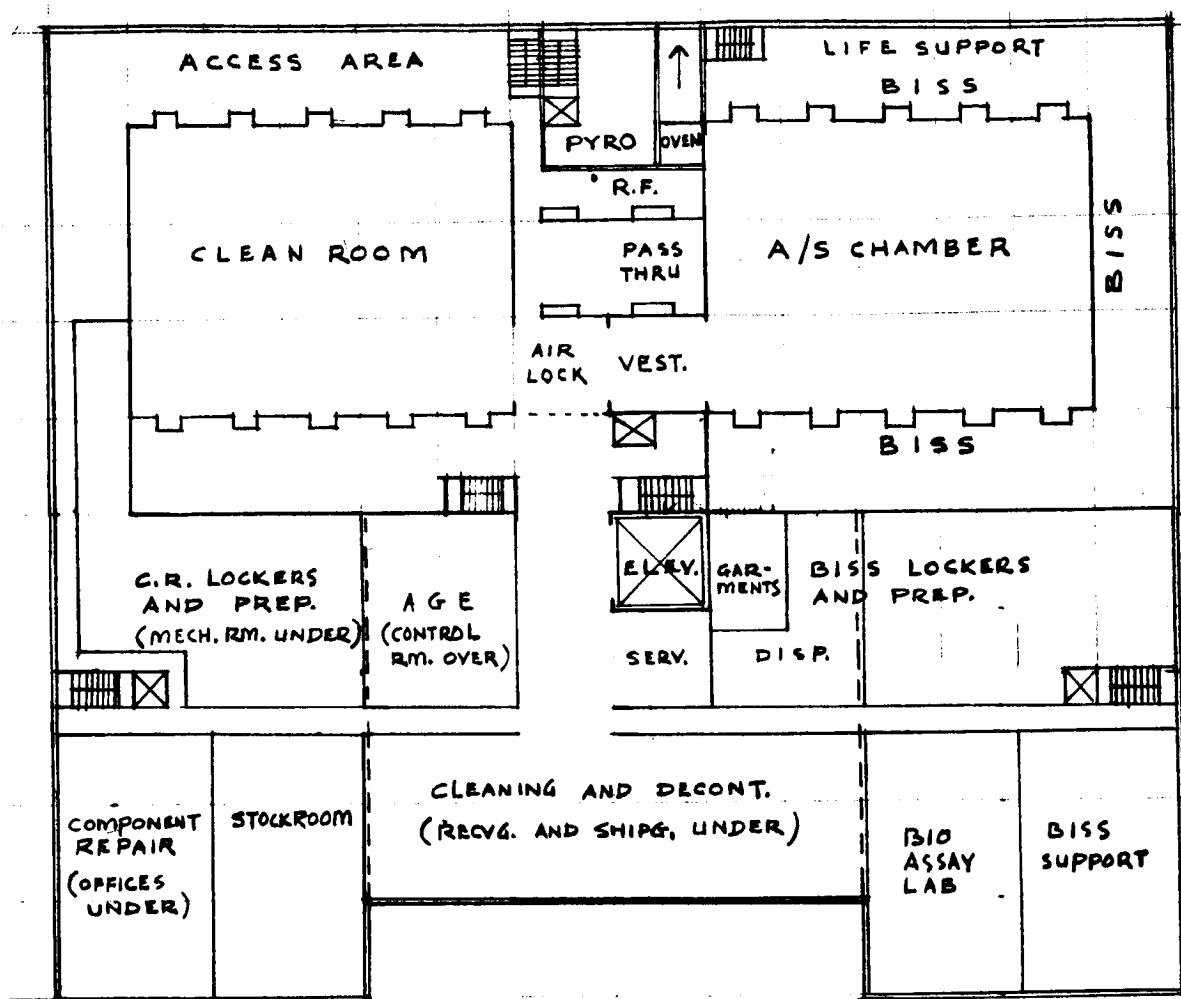 ACCESS AREA
LIFE SUPPORT
BISS
PYRO
OVEN
R.F.
CLEAN ROOM
PASS
THRU
A/S CHAMBER
BISS
AIR
LOCK
VEST.
BISS
C.R. LOCKERS
AND PREP.
(MECH. RM. UNDER)
AGE
(CONTROL
RM. OVER)
ELEV.
SERV.
GAR-
MENTS
DISP.
BISS LOCKERS
AND PREP.
COMPONENT
REPAIR
(OFFICES
UNDER)
STOCKROOM
CLEANING AND DECONT.
(RECVG. AND SHIPG, UNDER)
BIO
ASSAY
LAB
BISS
SUPPORT